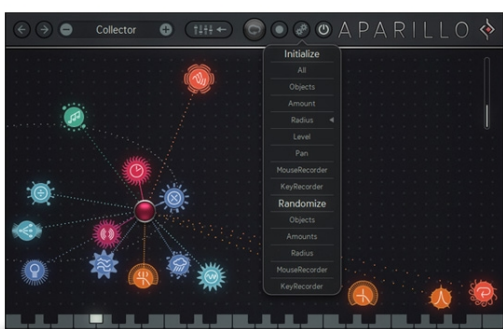 Collector
APARILLO
Initialize
All
Objects
Amount
Radius
Level
Pan
MouseRecorder
KeyRecorder
Randomize
Objects
Amounts
Radius
MouseRecorder
KeyRecorder